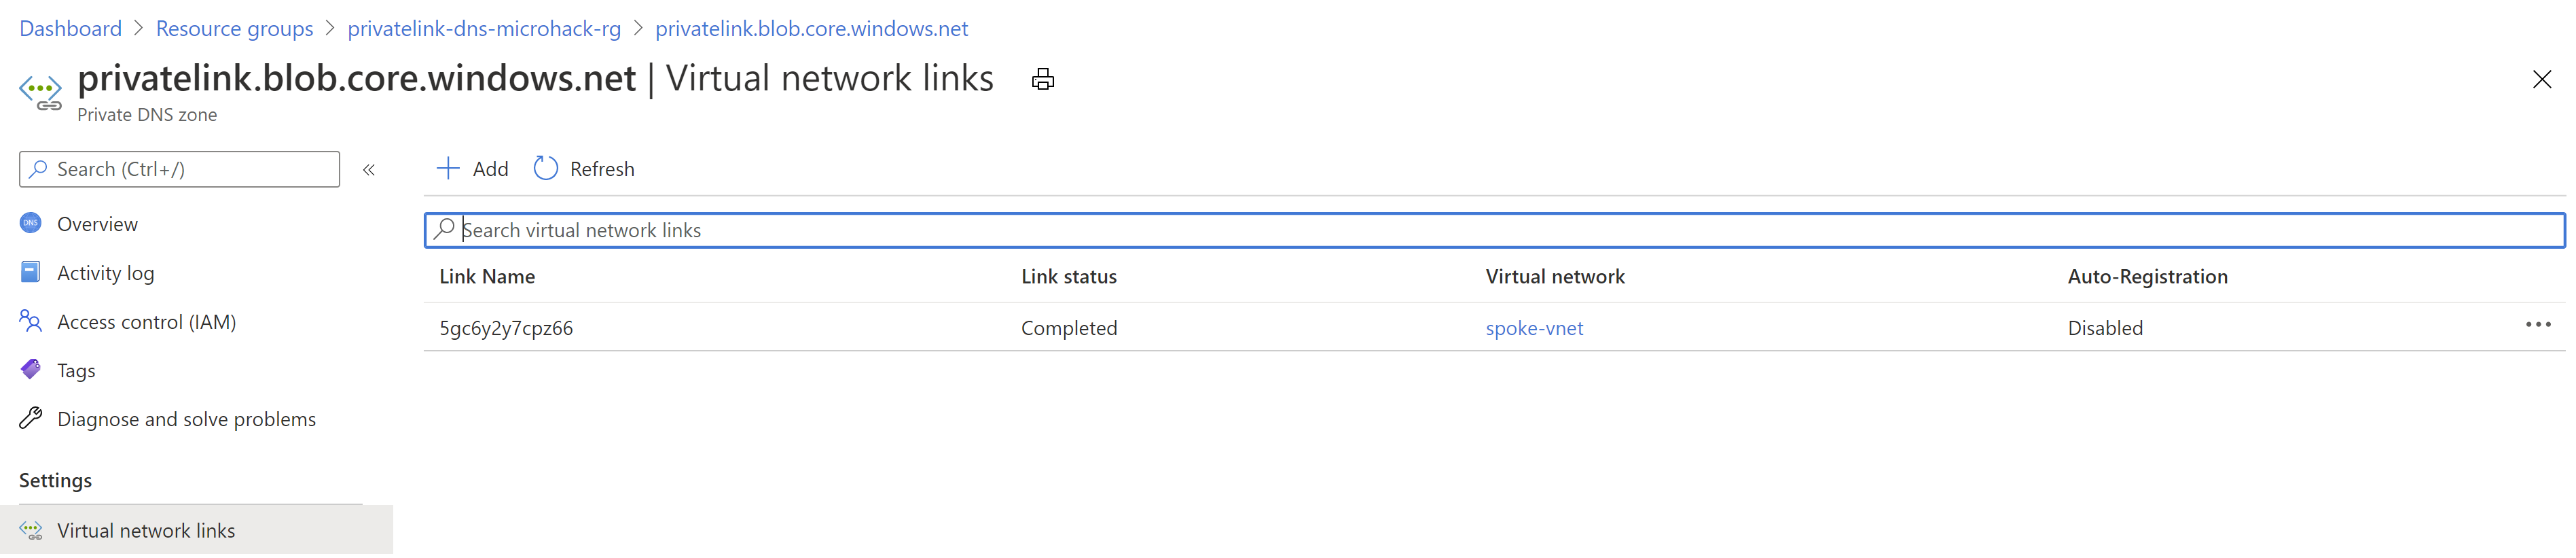 Dashboard > Resource groups > privatelink-dns-microhack-rg > privatelink.blob.core.windows.net
privatelink.blob.core.windows.net | Virtual network links
Private DNS zone
Search (Ctrl+/) «
Add Refresh
DNS Overview
Activity log
Access control (IAM)
Tags
Diagnose and solve problems
Settings
Virtual network links
Search virtual network links
Link Name Link status Virtual network Auto-Registration
5gc6y2y7cpz66 Completed spoke-vnet Disabled ...